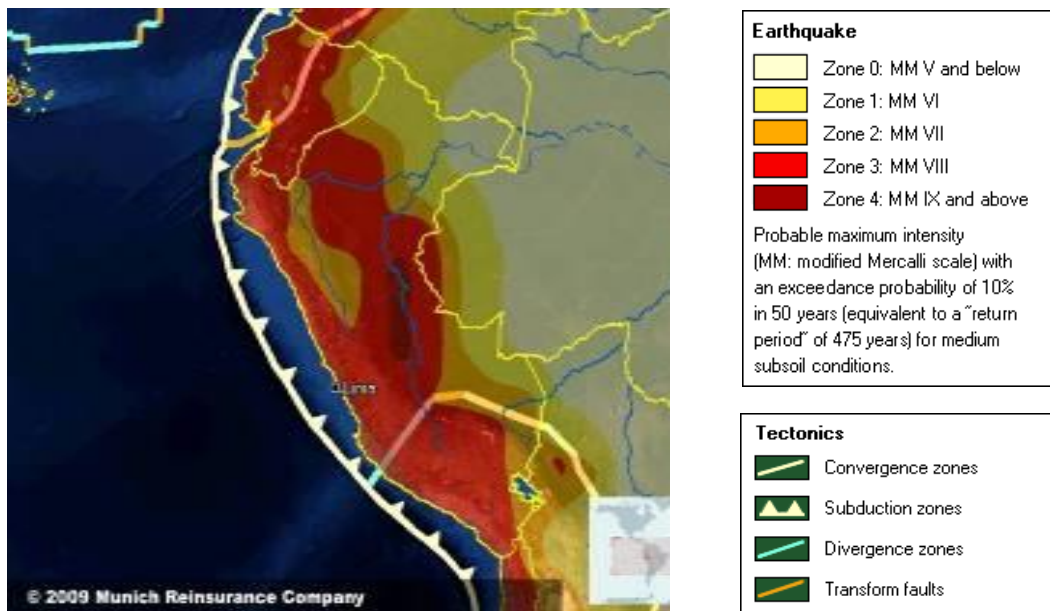 Lima
© 2009 Munich Reinsurance Company
Earthquake
Zone 0: MM V and below
Zone 1: MM VI
Zone 2: MM VII
Zone 3: MM VIII
Zone 4: MM IX and above
Probable maximum intensity
(MM: modified Mercalli scale) with
an exceedance probability of 10%
in 50 years (equivalent to a "return
period" of 475 years) for medium
subsoil conditions.
Tectonics
Convergence zones
Subduction zones
Divergence zones
Transform faults